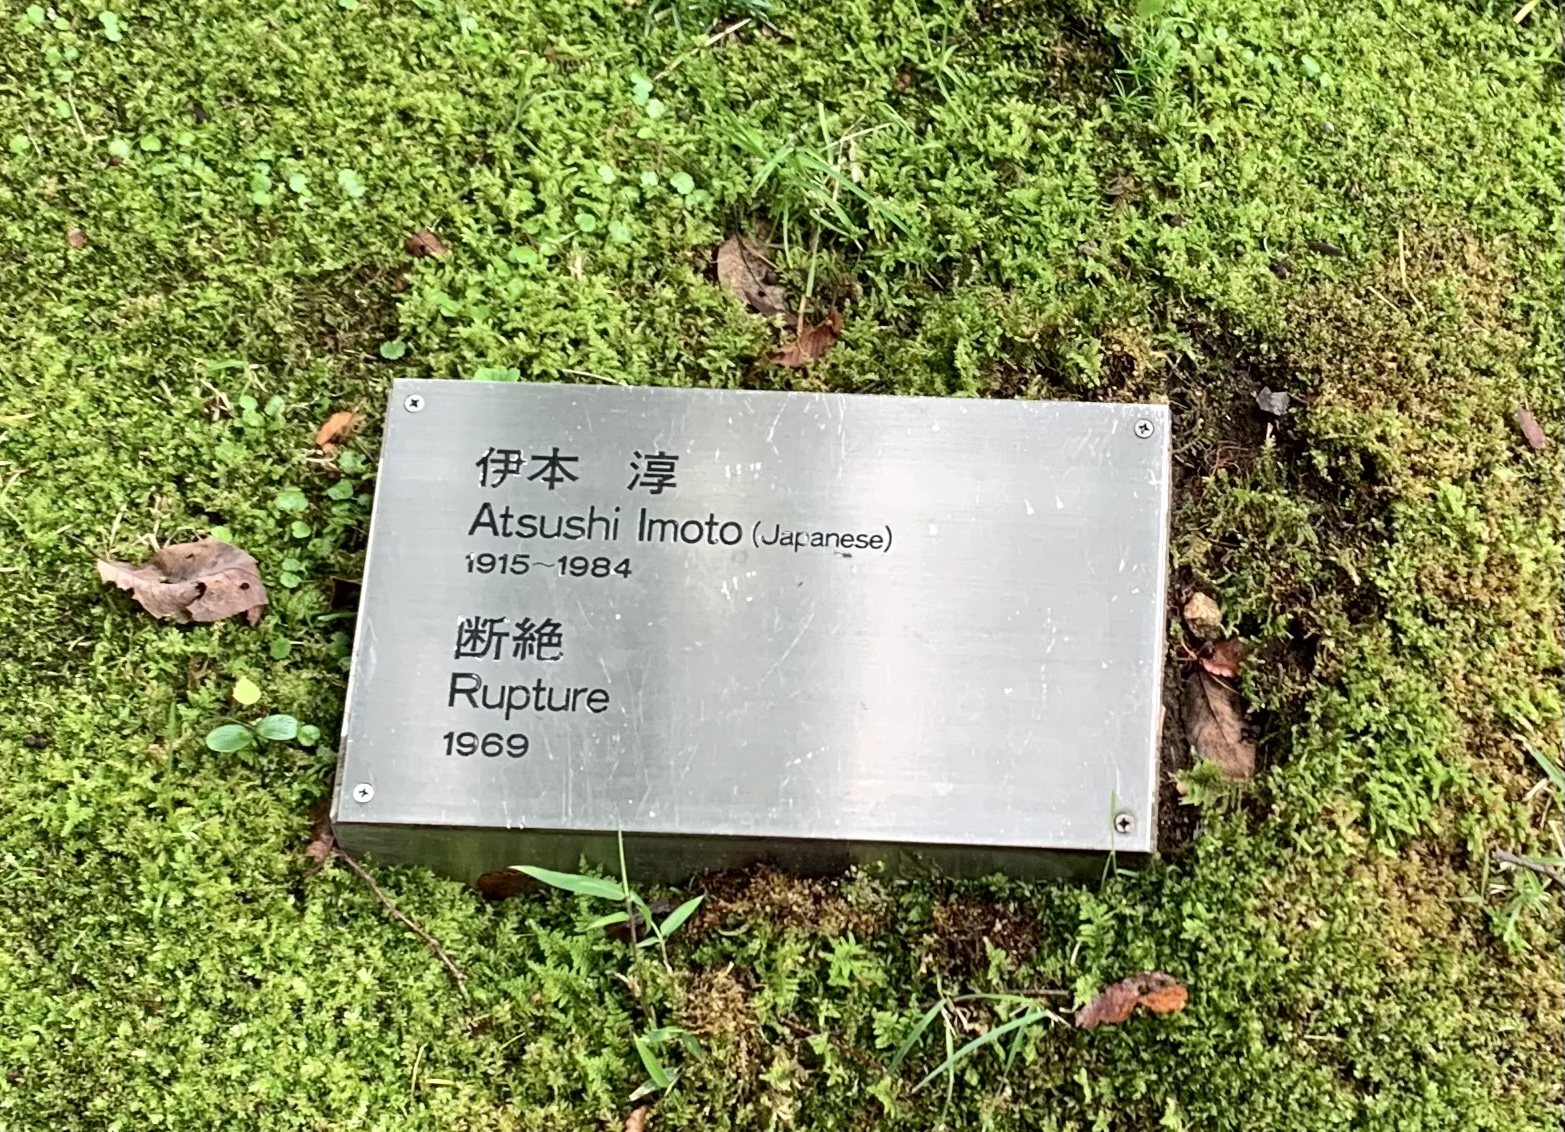 伊本　淳
Atsushi Imoto (Japanese)
1915～1984
断絶
Rupture
1969